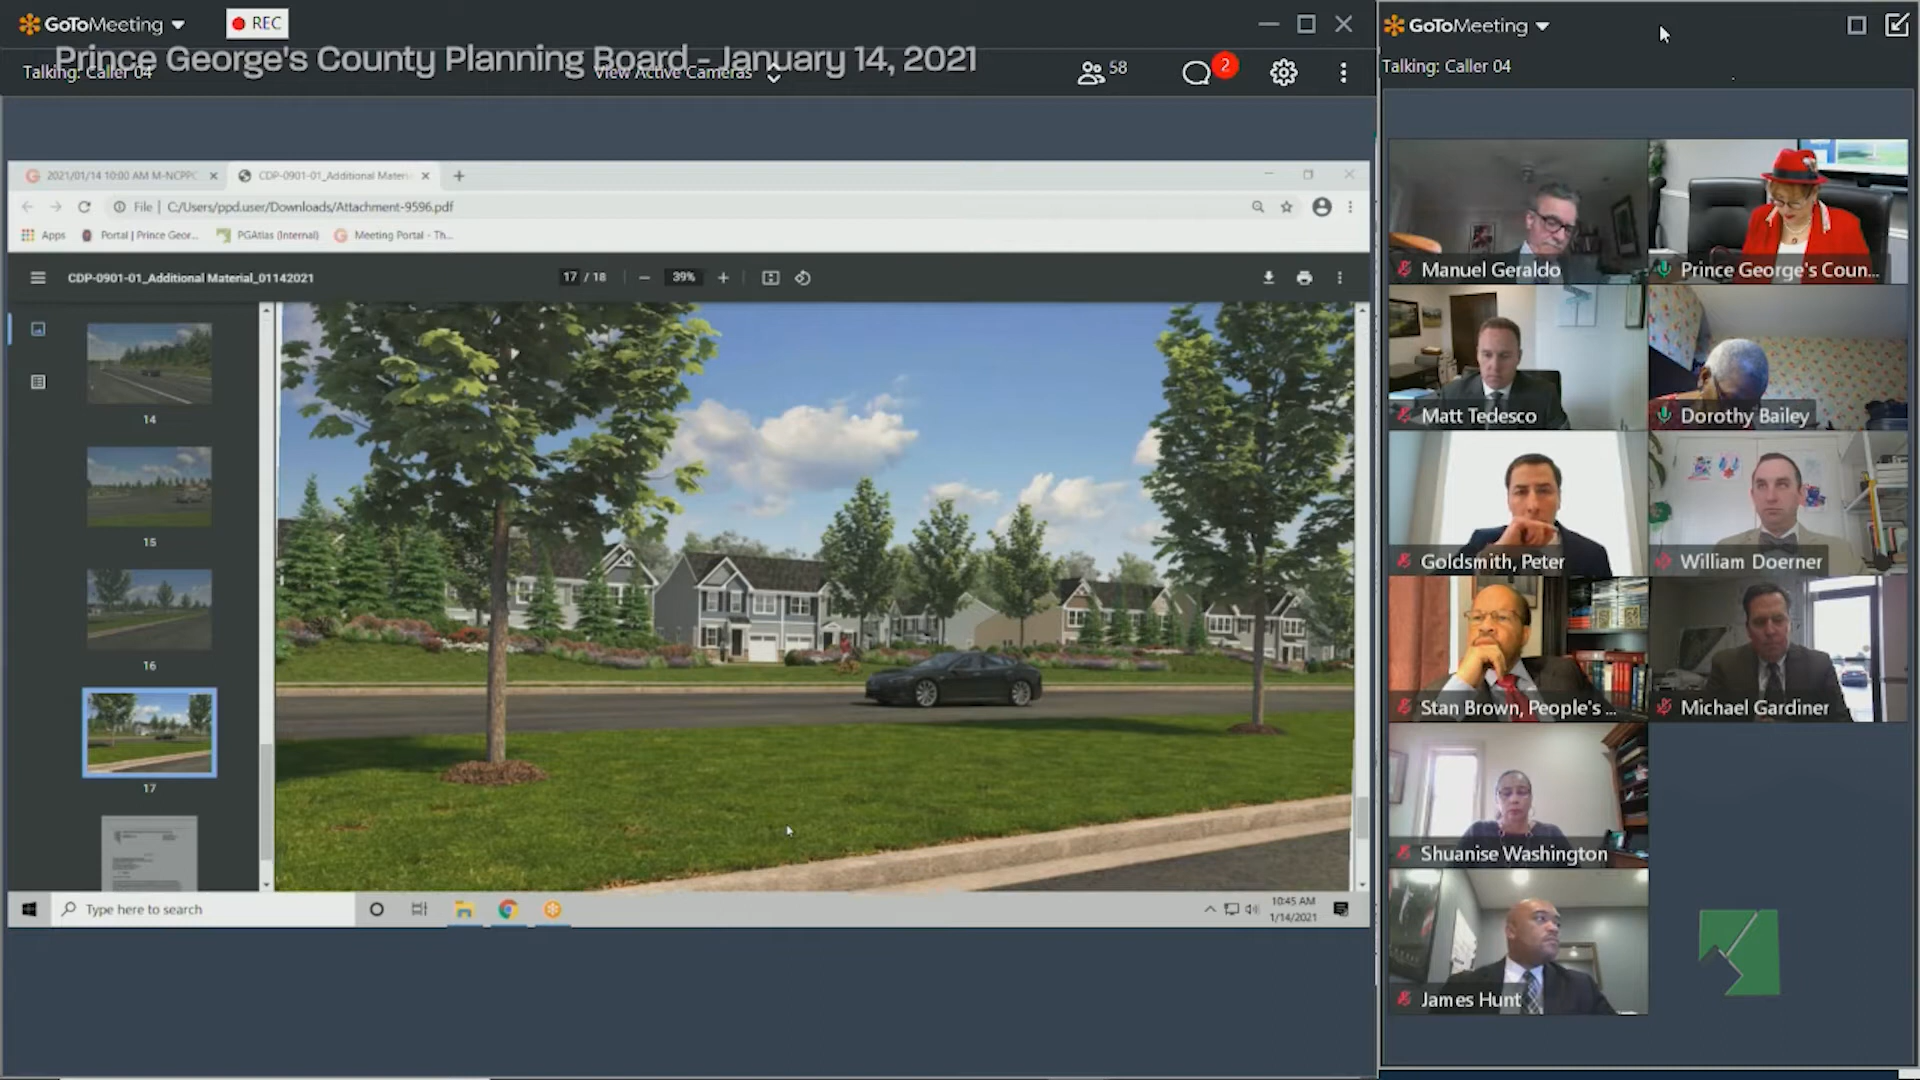 GoToMeeting
REC
Prince George's County Planning Board - January 14, 2021
Talking: Caller 04
View Active Cameras
58
2
2021/01/14 10:00 AM M-NCPPC
CDP-0901-01_Additional Materi
File | C:/Users/ppd.user/Downloads/Attachment-9596.pdf
Apps
Portal | Prince Geor...
PGAtlas (Internal)
Meeting Portal - Th...
CDP-0901-01_Additional Material_01142021
17 / 18
39%
14
15
16
17
Type here to search
10:45 AM
1/14/2021
GoToMeeting
Talking: Caller 04
Manuel Geraldo
Prince George's Coun...
Matt Tedesco
Dorothy Bailey
Goldsmith, Peter
William Doerner
Stan Brown, People's ...
Michael Gardiner
Shuanise Washington
James Hunt